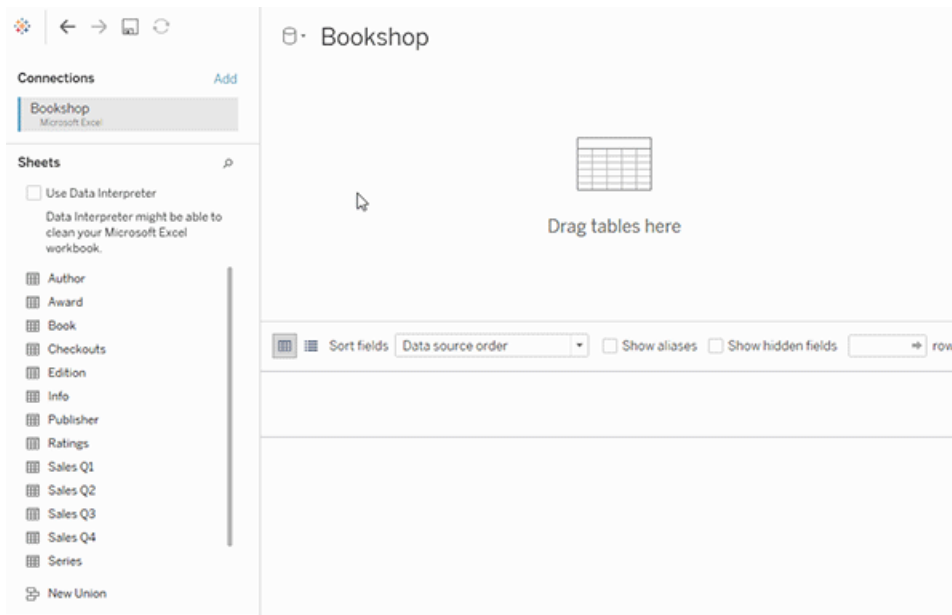 Bookshop
Connections Add
Bookshop
Microsoft Excel
Sheets
Use Data Interpreter
Data Interpreter might be able to
clean your Microsoft Excel
workbook.
Author
Award
Book
Checkouts
Edition
Info
Publisher
Ratings
Sales Q1
Sales Q2
Sales Q3
Sales Q4
Series
New Union
Drag tables here
Sort fields Data source order Show aliases Show hidden fields row